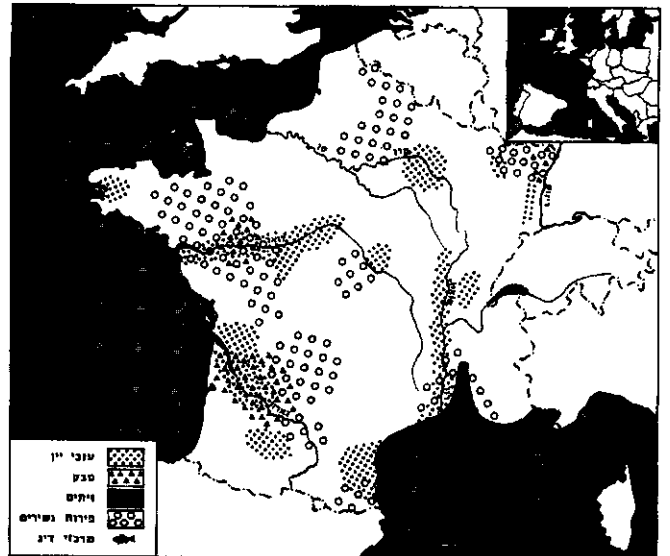 ענבי יין
טבק
זיתים
פירות נשירים
מרכזי דיג